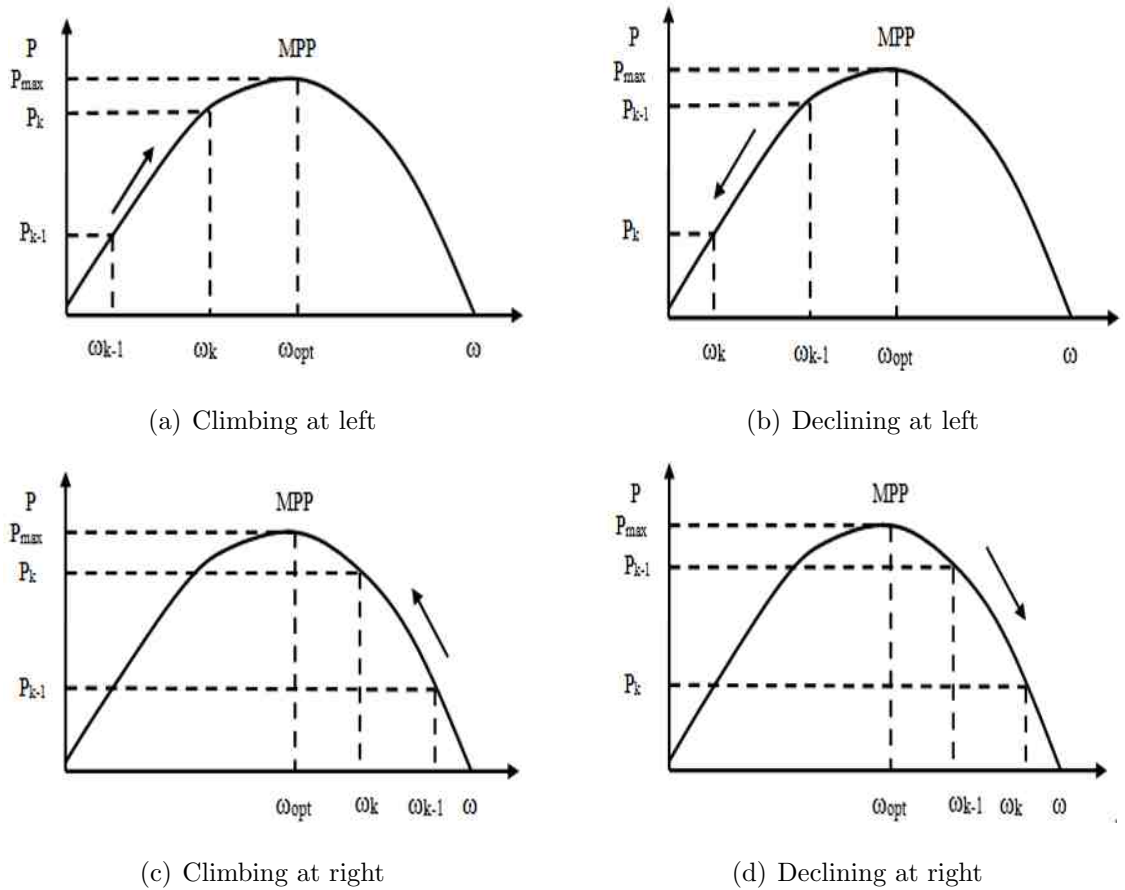 P
MPP
Pmax
Pk
Pk-1
ωk-1 ωk ωopt ω
(a) Climbing at left
P
MPP
Pmax
Pk-1
Pk
ωk ωk-1 ωopt ω
(b) Declining at left
P
MPP
Pmax
Pk
Pk-1
ωopt ωk ωk-1 ω
(c) Climbing at right
P
MPP
Pmax
Pk-1
Pk
ωopt ωk-1 ωk ω
(d) Declining at right